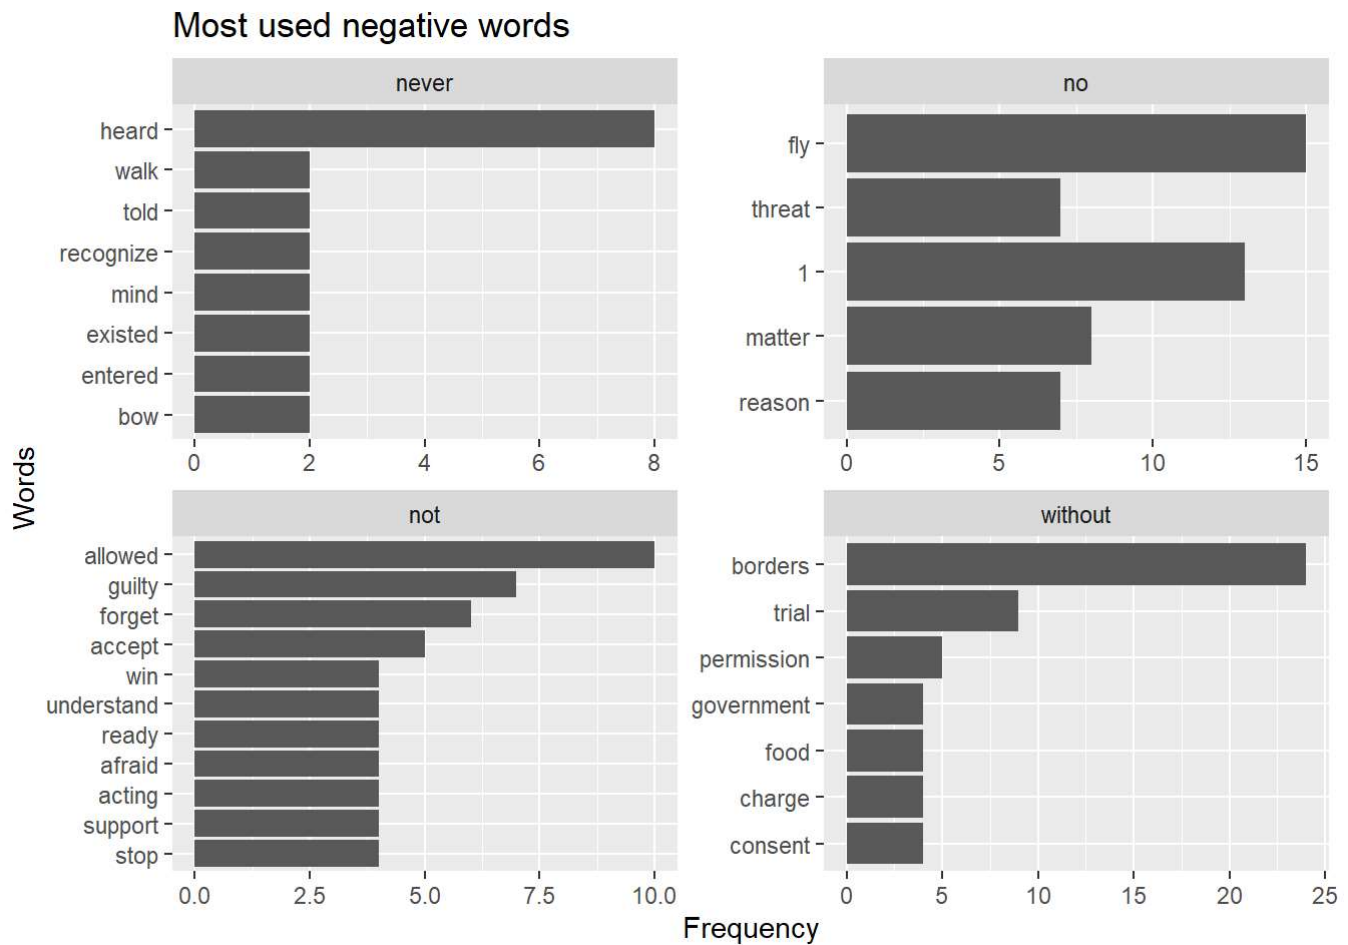 Most used negative words
never
heard
walk
told
recognize
mind
existed
entered
bow
0 2 4 6 8
no
fly
threat
1
matter
reason
0 5 10 15
Words
not
allowed
guilty
forget
accept
win
understand
ready
afraid
acting
support
stop
0.0 2.5 5.0 7.5 10.0
without
borders
trial
permission
government
food
charge
consent
0 5 10 15 20 25
Frequency